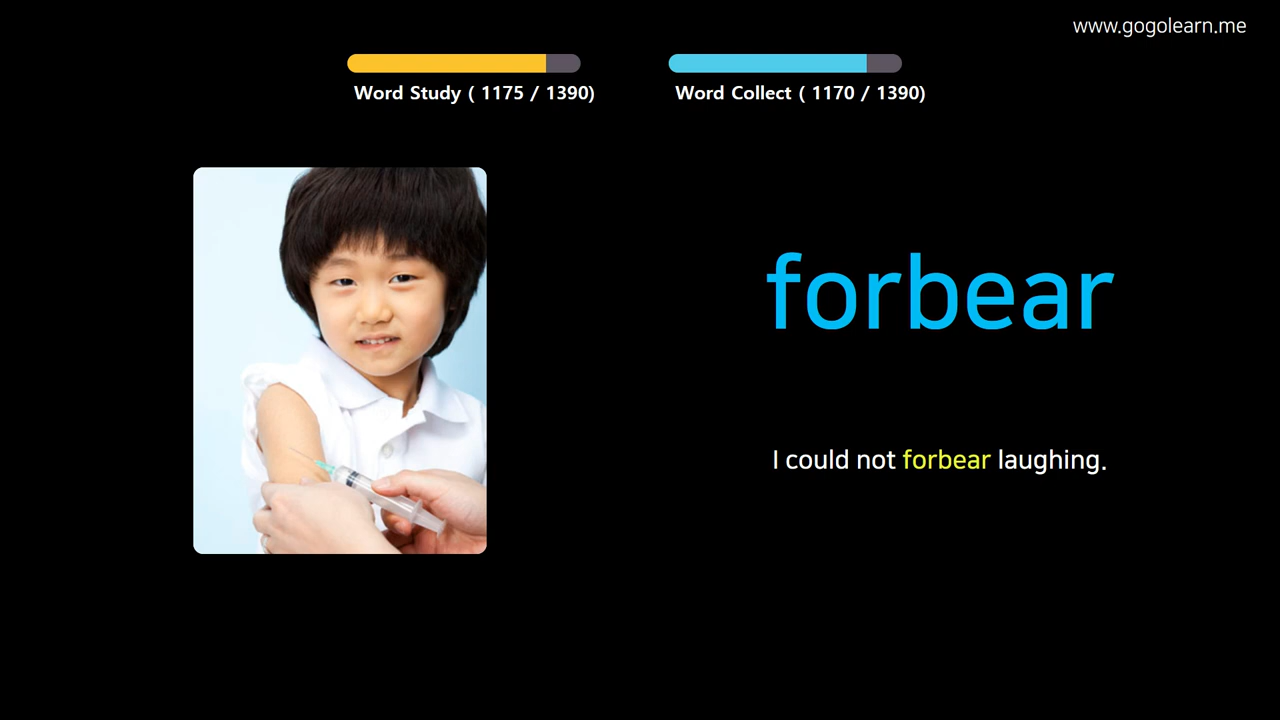 www.gogolearn.me
Word Study ( 1175 / 1390)
Word Collect ( 1170 / 1390)
forbear
I could not forbear laughing.